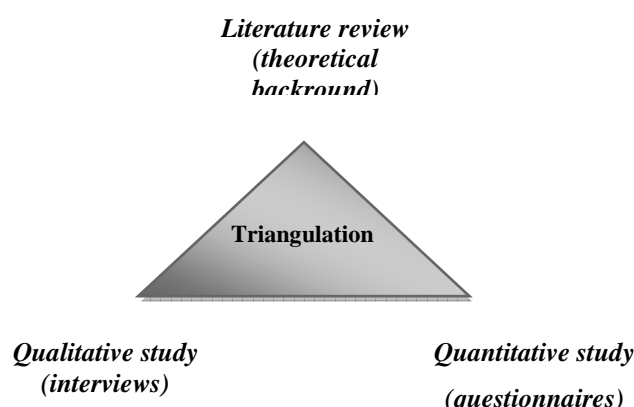 Literature review
(theoretical
backround)
Triangulation
Qualitative study
(interviews)
Quantitative study
(questionnaires)